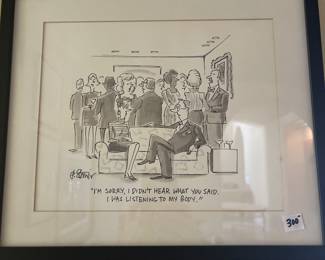 "I'M SORRY, I DIDN'T HEAR WHAT YOU SAID.
I WAS LISTENING TO MY BODY."
300